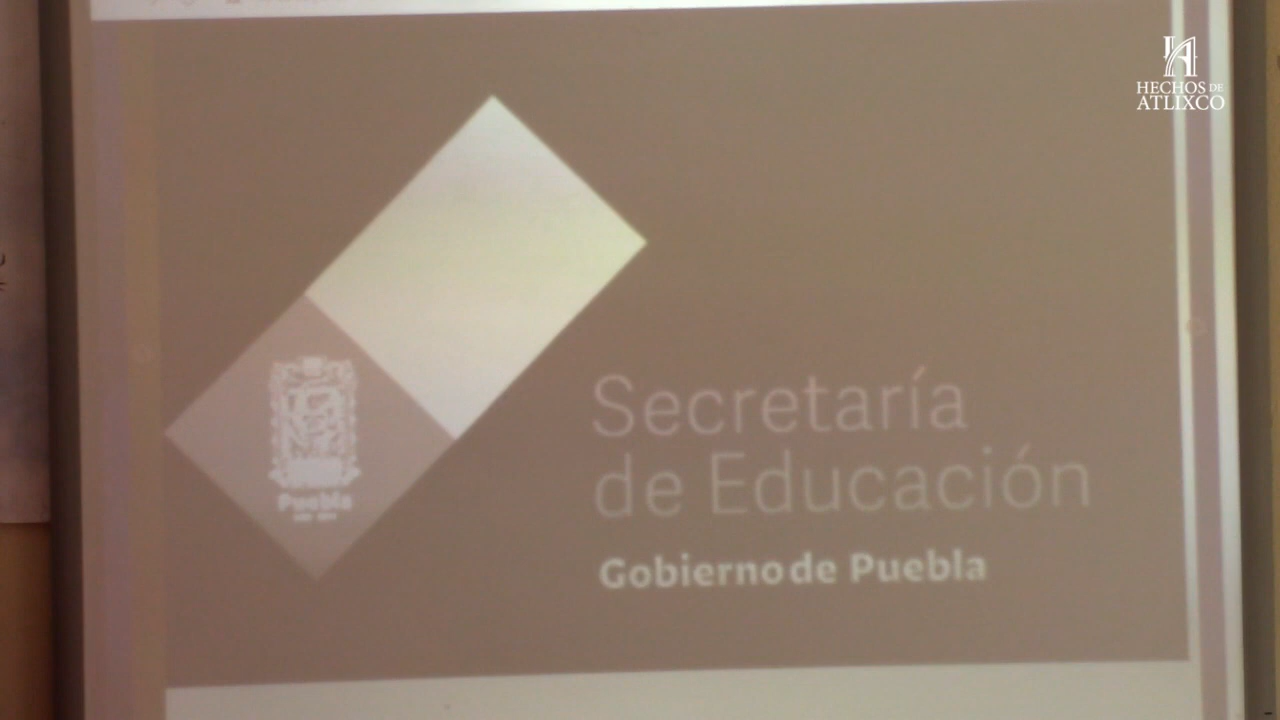 HECHOS DE
ATLIXCO
Secretaría
de Educación
Gobierno de Puebla
Puebla